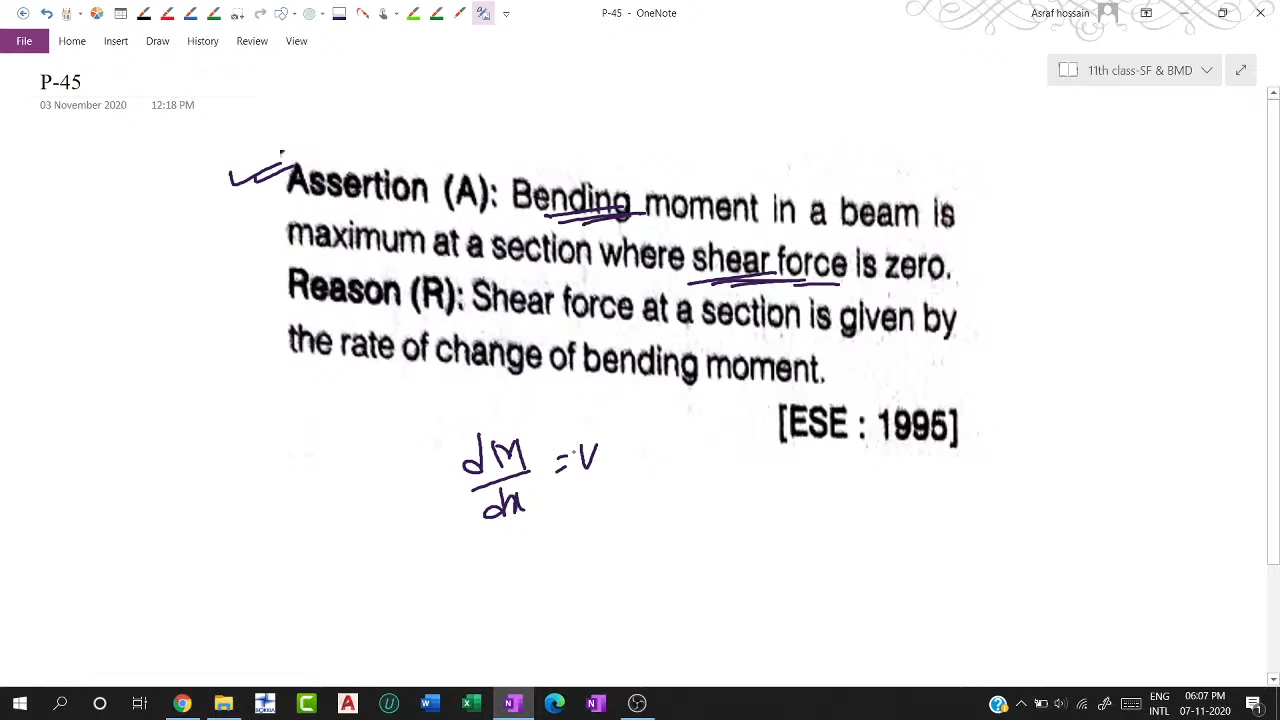 P-45 - OneNote
Asraf hossain
File Home Insert Draw History Review View
P-45
11th class-SF & BMD
03 November 2020 12:18 PM
Assertion (A): Bending moment in a beam is
maximum at a section where shear force is zero.
Reason (R): Shear force at a section is given by
the rate of change of bending moment.
[ESE : 1995]
dM
= V
dx
ENG 06:07 PM
INTL 07-11-2020